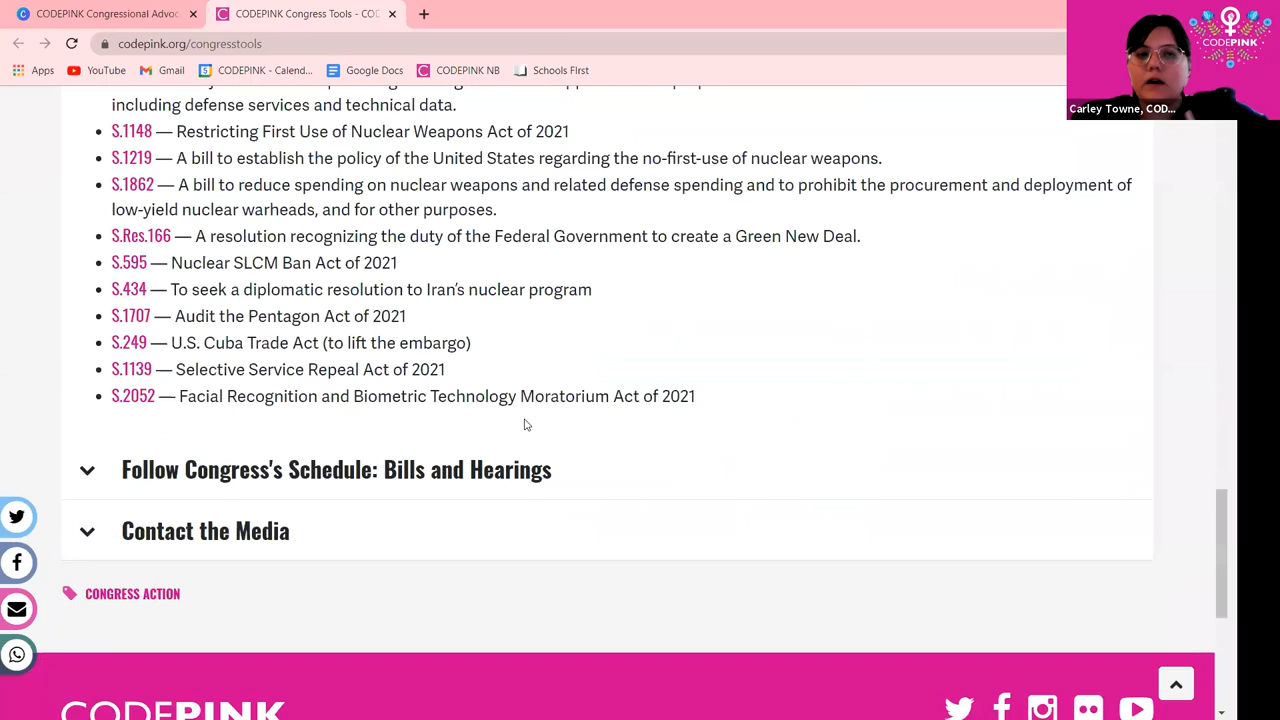 CODEPINK Congressional Advoc
CODEPINK Congress Tools - COD
codepink.org/congresstools
Apps
YouTube
Gmail
CODEPINK - Calend...
Google Docs
CODEPINK NB
Schools FIrst
CODEPINK
Carley Towne, COD...
including defense services and technical data.
S.1148 — Restricting First Use of Nuclear Weapons Act of 2021
S.1219 — A bill to establish the policy of the United States regarding the no-first-use of nuclear weapons.
S.1862 — A bill to reduce spending on nuclear weapons and related defense spending and to prohibit the procurement and deployment of
low-yield nuclear warheads, and for other purposes.
S.Res.166 — A resolution recognizing the duty of the Federal Government to create a Green New Deal.
S.595 — Nuclear SLCM Ban Act of 2021
S.434 — To seek a diplomatic resolution to Iran's nuclear program
S.1707 — Audit the Pentagon Act of 2021
S.249 — U.S. Cuba Trade Act (to lift the embargo)
S.1139 — Selective Service Repeal Act of 2021
S.2052 — Facial Recognition and Biometric Technology Moratorium Act of 2021
Follow Congress's Schedule: Bills and Hearings
Contact the Media
CONGRESS ACTION
CODEPINK